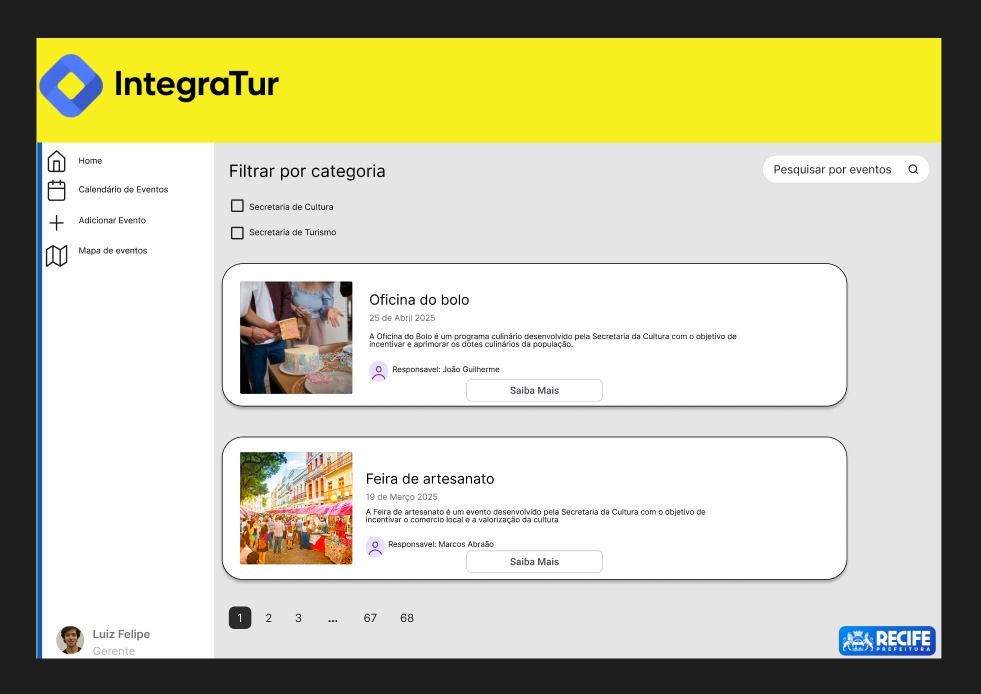 IntegraTur
Home
Calendário de Eventos
Adicionar Evento
Mapa de eventos
Filtrar por categoria
Pesquisar por eventos
Secretaria de Cultura
Secretaria de Turismo
Oficina do bolo
25 de Abril 2025
A Oficina do Bolo é um programa culinário desenvolvido pela Secretaria da Cultura com o objetivo de
incentivar e aprimorar os dotes culinários da população.
Responsavel: João Guilherme
Saiba Mais
Feira de artesanato
19 de Março 2025
A Feira de artesanato é um evento desenvolvido pela Secretaria da Cultura com o objetivo de
incentivar o comercio local e a valorização da cultura
Responsavel: Marcos Abraão
Saiba Mais
1 2 3 ... 67 68
Luiz Felipe
Gerente
RECIFE
PREFEITURA